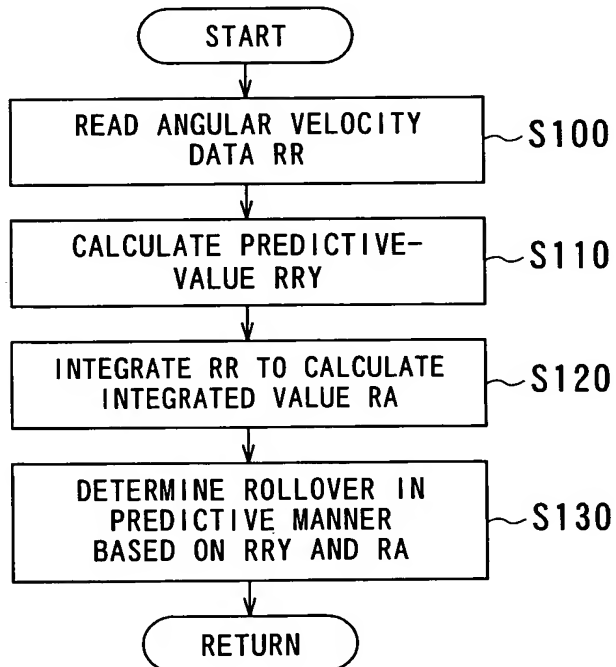 START
READ ANGULAR VELOCITY
DATA RR
S100
CALCULATE PREDICTIVE-
VALUE RRY
S110
INTEGRATE RR TO CALCULATE
INTEGRATED VALUE RA
S120
DETERMINE ROLLOVER IN
PREDICTIVE MANNER
BASED ON RRY AND RA
S130
RETURN